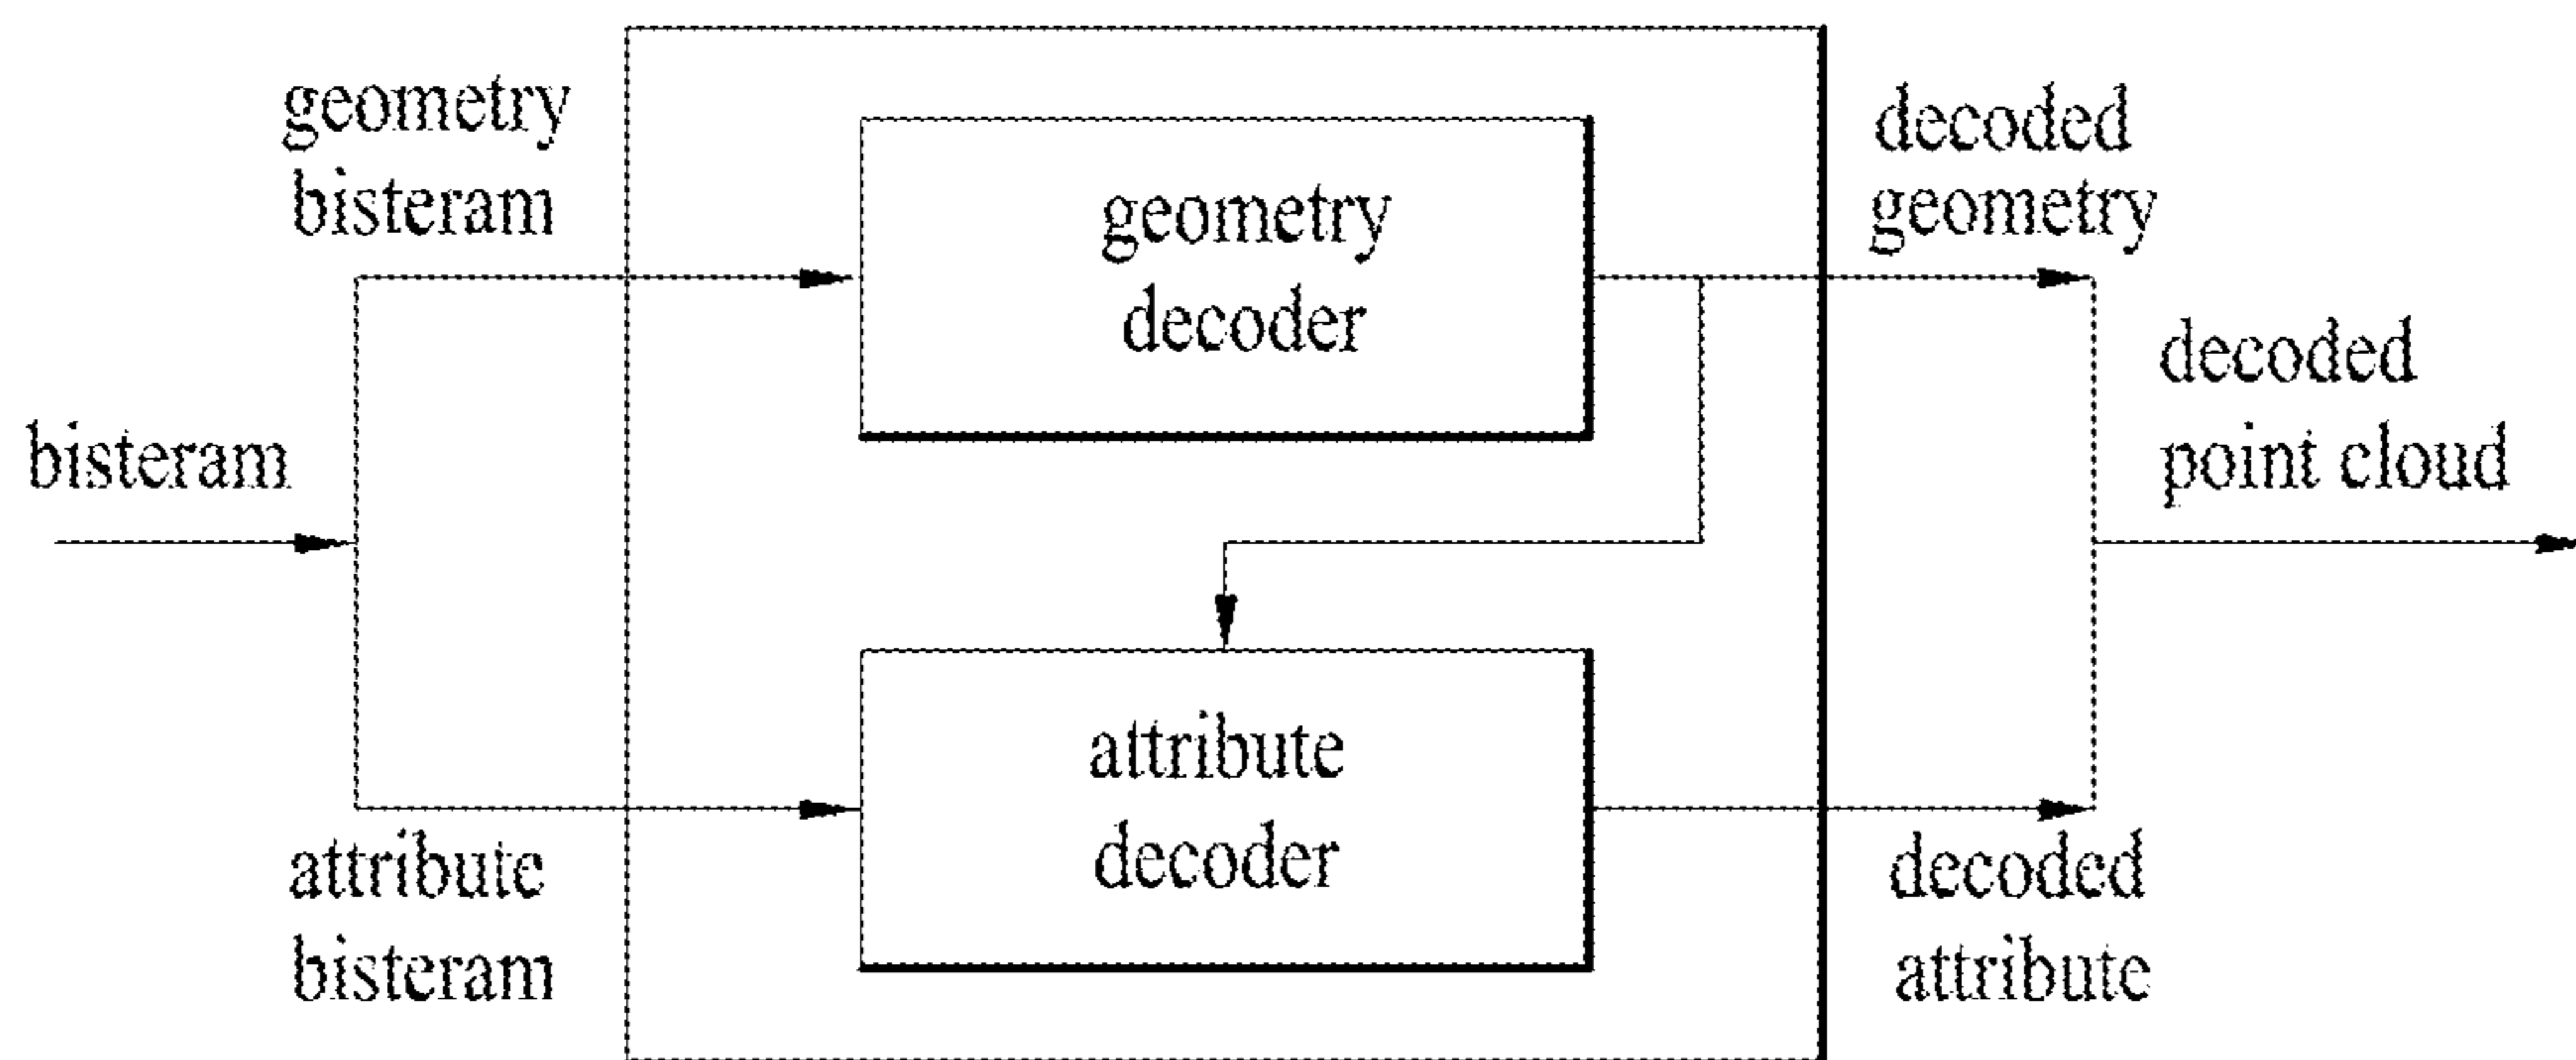 geometry
bisteram
bisteram
attribute
bisteram
geometry
decoder
attribute
decoder
decoded
geometry
decoded
point cloud
decoded
attribute